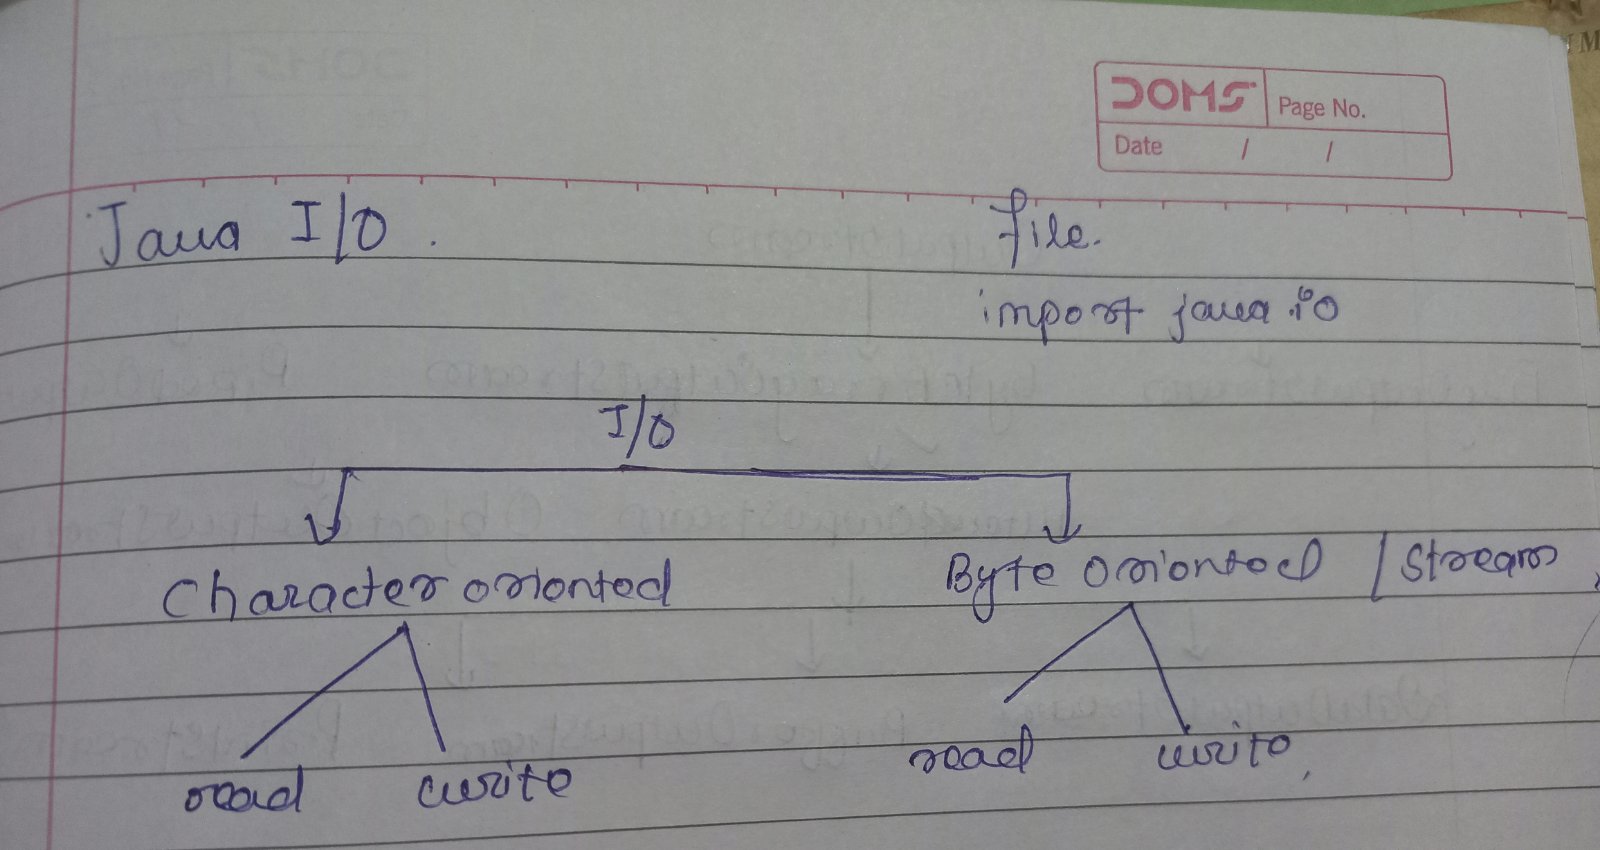 DOMS Page No.
Date / /
Java I/O. file.
import java.io
I/O
Character oriented Byte oriented / Stream
read write read write,